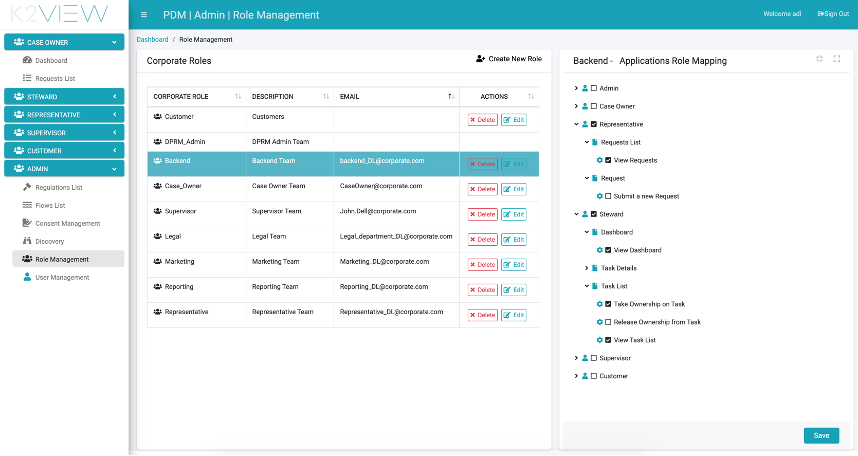 K2VIEW
PDM | Admin | Role Management
Welcome adi
Sign Out
CASE OWNER
Dashboard
Requests List
STEWARD
REPRESENTATIVE
SUPERVISOR
CUSTOMER
ADMIN
Regulations List
Flows List
Consent Management
Discovery
Role Management
User Management
Dashboard / Role Management
Corporate Roles
Create New Role
CORPORATE ROLE DESCRIPTION EMAIL ACTIONS
Customer Customers Delete Edit
DPRM_Admin DPRM Admin Team
Backend Backend Team backend_DL@corporate.com Delete Edit
Case_Owner Case Owner Team CaseOwner@corporate.com Delete Edit
Supervisor Supervisor Team John.Dell@corporate.com Delete Edit
Legal Legal Team Legal_department_DL@corporate.com Delete Edit
Marketing Marketing Team Marketing_DL@corporate.com Delete Edit
Reporting Reporting Team Reporting_DL@corporate.com Delete Edit
Representative Representative Team Representative_DL@corporate.com Delete Edit
Backend - Applications Role Mapping
Admin
Case Owner
Representative
Requests List
View Requests
Request
Submit a new Request
Steward
Dashboard
View Dashboard
Task Details
Task List
Take Ownership on Task
Release Ownership from Task
View Task List
Supervisor
Customer
Save